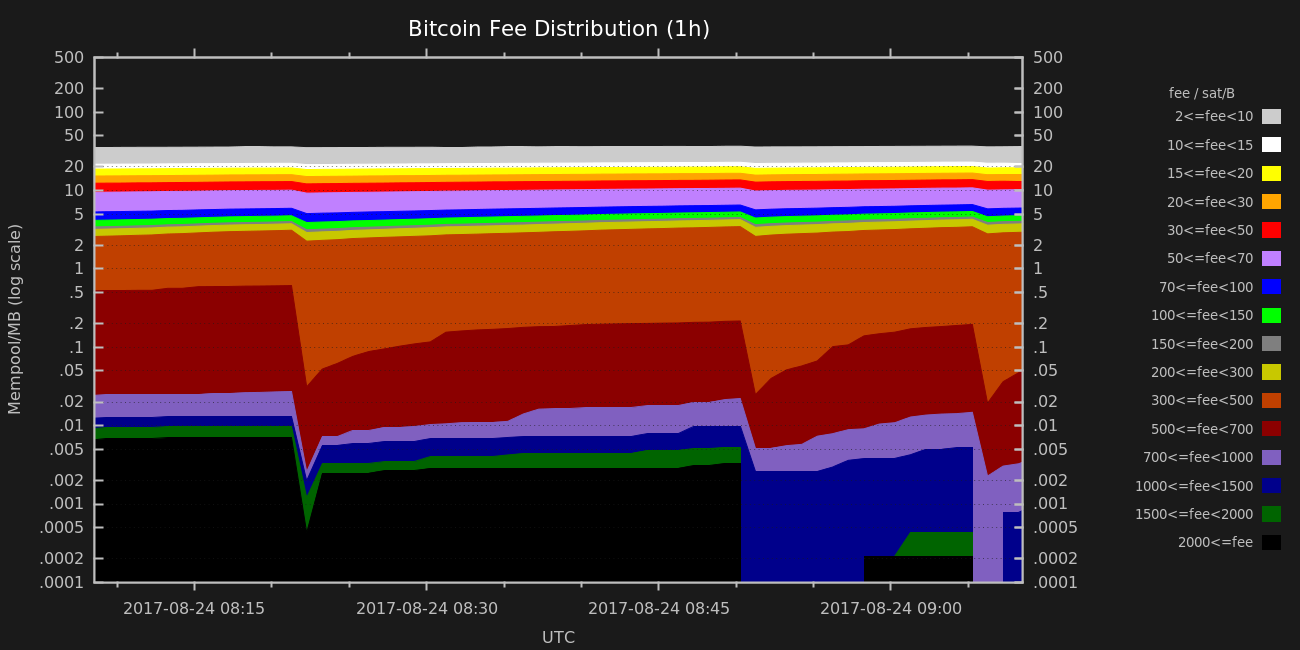 Bitcoin Fee Distribution (1h)
500
200
100
50
20
10
5
2
1
.5
.2
.1
.05
.02
.01
.005
.002
.001
.0005
.0002
.0001
Mempool/MB (log scale)
500
200
100
50
20
10
5
2
1
.5
.2
.1
.05
.02
.01
.005
.002
.001
.0005
.0002
.0001
2017-08-24 08:15
2017-08-24 08:30
2017-08-24 08:45
2017-08-24 09:00
UTC
fee / sat/B
2<=fee<10
10<=fee<15
15<=fee<20
20<=fee<30
30<=fee<50
50<=fee<70
70<=fee<100
100<=fee<150
150<=fee<200
200<=fee<300
300<=fee<500
500<=fee<700
700<=fee<1000
1000<=fee<1500
1500<=fee<2000
2000<=fee